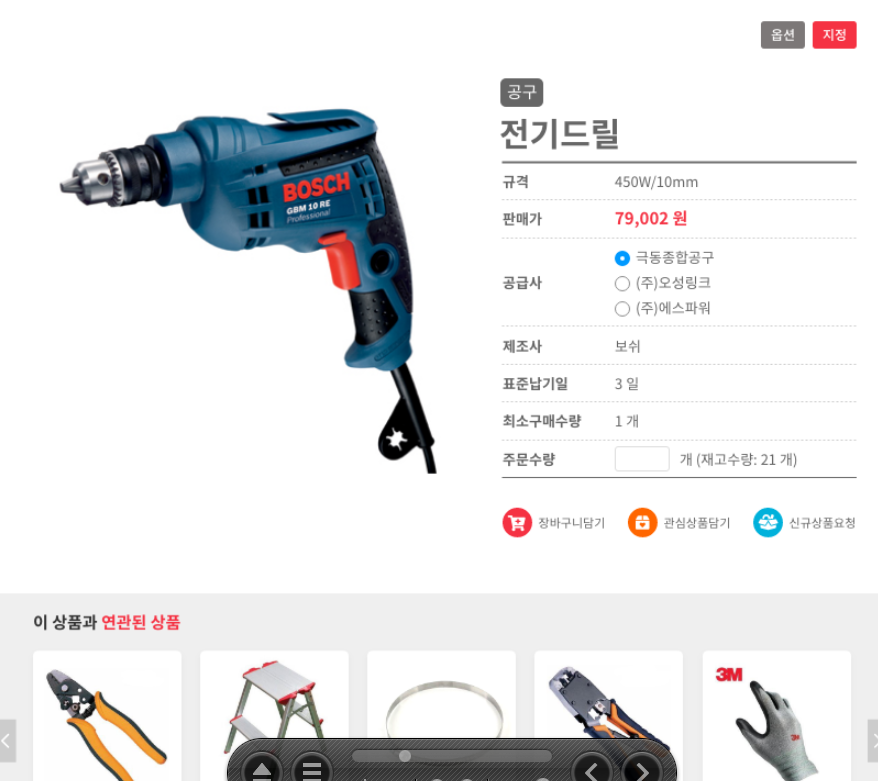 옵션 지정
공구
전기드릴
BOSCH
GBM 10 RE
Professional
규격 450W/10mm
판매가 79,002 원
공급사
극동종합공구
(주)오성링크
(주)에스파워
제조사 보쉬
표준납기일 3 일
최소구매수량 1 개
주문수량 개 (재고수량: 21 개)
장바구니담기 관심상품담기 신규상품요청
이 상품과 연관된 상품
3M
3M